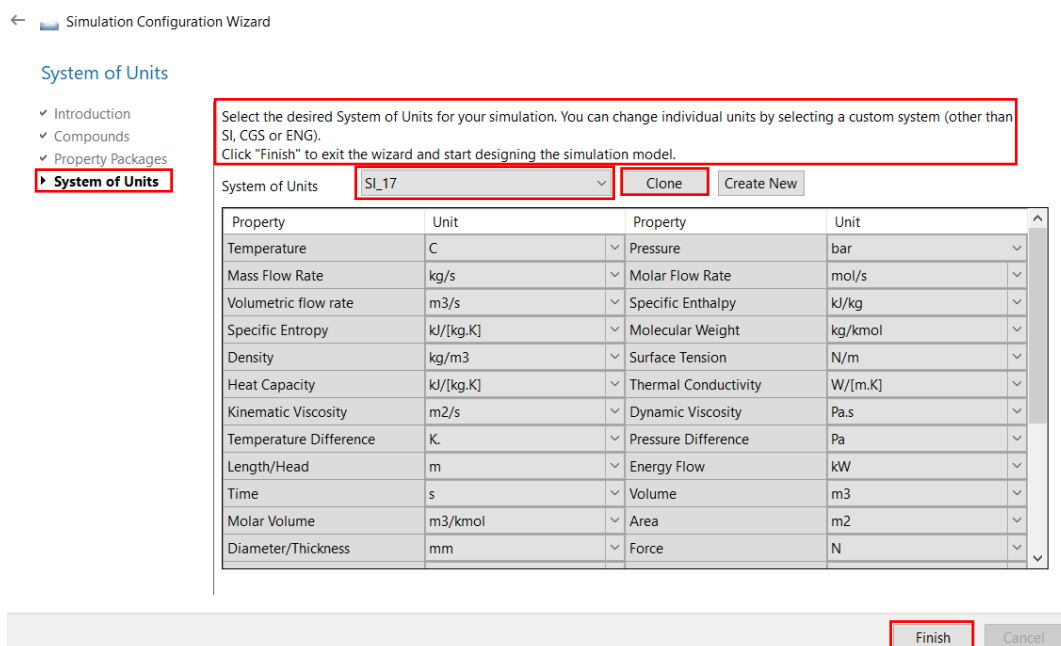 Simulation Configuration Wizard
System of Units
Introduction
Compounds
Property Packages
System of Units
Select the desired System of Units for your simulation. You can change individual units by selecting a custom system (other than
SI, CGS or ENG).
Click "Finish" to exit the wizard and start designing the simulation model.
System of Units SI_17 Clone Create New
Property Unit Property Unit
Temperature C Pressure bar
Mass Flow Rate kg/s Molar Flow Rate mol/s
Volumetric flow rate m3/s Specific Enthalpy kJ/kg
Specific Entropy kJ/[kg.K] Molecular Weight kg/kmol
Density kg/m3 Surface Tension N/m
Heat Capacity kJ/[kg.K] Thermal Conductivity W/[m.K]
Kinematic Viscosity m2/s Dynamic Viscosity Pa.s
Temperature Difference K. Pressure Difference Pa
Length/Head m Energy Flow kW
Time s Volume m3
Molar Volume m3/kmol Area m2
Diameter/Thickness mm Force N
Finish Cancel